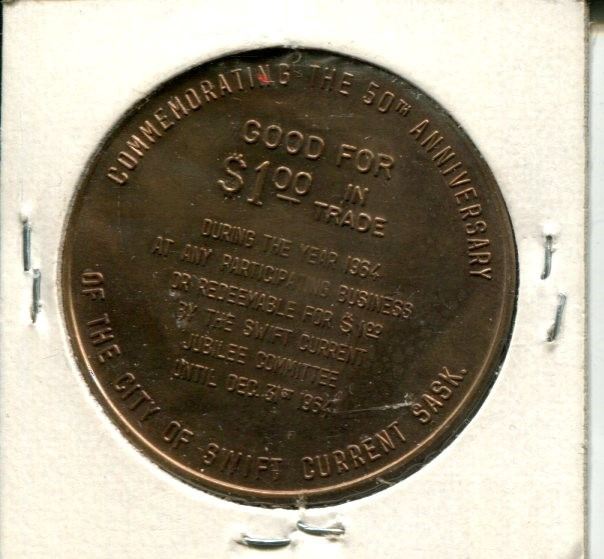 COMMEMORATING THE 50TH ANNIVERSARY
OF THE CITY OF SWIFT CURRENT SASK.
GOOD FOR
$1.00 IN
TRADE
DURING THE YEAR 1964
AT ANY PARTICIPATING BUSINESS
OR REDEEMABLE FOR $1.00
BY THE SWIFT CURRENT
JUBILEE COMMITTEE
UNTIL DEC. 31ST 1964.